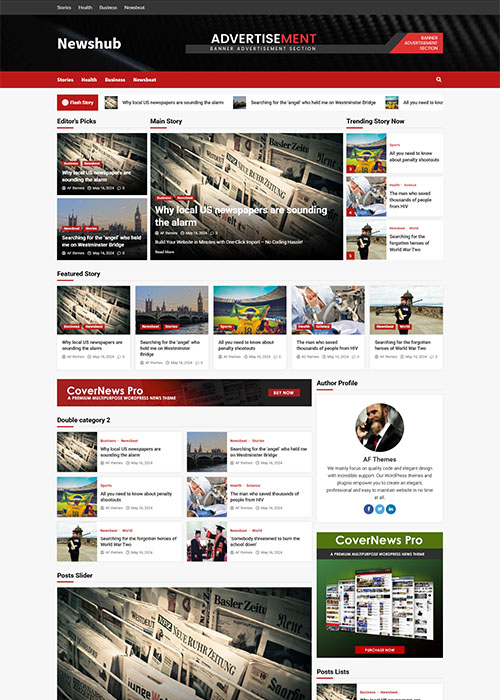 Stories Health Business Newsbeat
Newshub
ADVERTISEMENT
BANNER ADVERTISEMENT SECTION
BANNER
ADVERTISEMENT
SECTION
Stories Health Business Newsbeat
Flash Story
Why local US newspapers are sounding the alarm
Searching for the 'angel' who held me on Westminster Bridge
All you need to know
Editor's Picks
Business Newsbeat
Why local US newspapers are
sounding the alarm
AF themes May 16, 2024 0
Newsbeat Stories
Searching for the 'angel' who held
me on Westminster Bridge
AF themes May 16, 2024 0
Main Story
Basler Zeitung
NEUE RUHR ZEITUNG
Business Newsbeat
Why local US newspapers are sounding
the alarm
AF themes May 16, 2024 0
Build Your Website in Minutes with One-Click Import – No Coding Hassle!
Read More
Trending Story Now
3
Sports
All you need to know
about penalty shootouts
4
Health Science
The man who saved
thousands of people
from HIV
5
Newsbeat World
Searching for the
forgotten heroes of
World War Two
Featured Story
Business Newsbeat
Why local US newspapers are
sounding the alarm
AF themes May 16, 2024 0
Newsbeat Stories
Searching for the 'angel' who
held me on Westminster
Bridge
AF themes May 16, 2024 0
Sports
All you need to know about
penalty shootouts
AF themes May 16, 2024 0
Health Science
The man who saved
thousands of people from HIV
AF themes May 16, 2024 0
Newsbeat World
Searching for the forgotten
heroes of World War Two
AF themes May 16, 2024 0
CoverNews Pro
A PREMIUM MULTIPURPOSE WORDPRESS NEWS THEME
BUY NOW
Double category 2
Business Newsbeat
Why local US newspapers are
sounding the alarm
AF themes May 16, 2024
Newsbeat Stories
Searching for the 'angel' who held me
on Westminster Bridge
AF themes May 16, 2024
Sports
All you need to know about penalty
shootouts
AF themes May 16, 2024
Health Science
The man who saved thousands of
people from HIV
AF themes May 16, 2024
Newsbeat World
Searching for the forgotten heroes of
World War Two
AF themes May 16, 2024
Newsbeat World
'Somebody threatened to burn the
school down'
AF themes May 16, 2024
Author Profile
AF Themes
We mainly focus on quality code and elegant design
with incredible support. Our WordPress themes and
plugins empower you to create an elegant,
professional and easy to maintain website in no time
at all.
CoverNews Pro
A PREMIUM MULTIPURPOSE WORDPRESS NEWS THEME
PURCHASE NOW
Posts Slider
Basler Zeitung
NEUE RUHR ZEITUNG
Posts Lists
Business Newsbeat
Why local US newspapers are